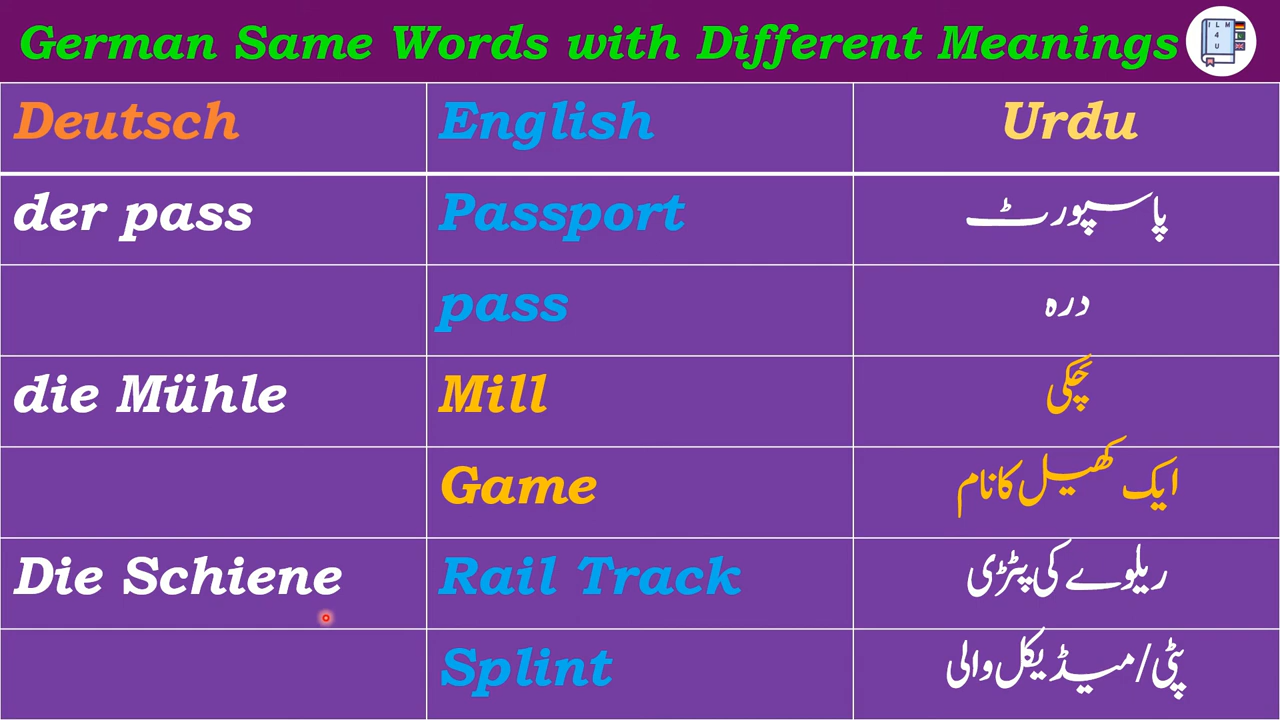 German Same Words with Different Meanings
I L M
4
U
Deutsch English Urdu
der pass Passport پاسپورٹ
pass درہ
die Mühle Mill چکی
Game ایک کھیل کا نام
Die Schiene Rail Track ریلوے کی پٹڑی
Splint پٹی/میڈیکل والی